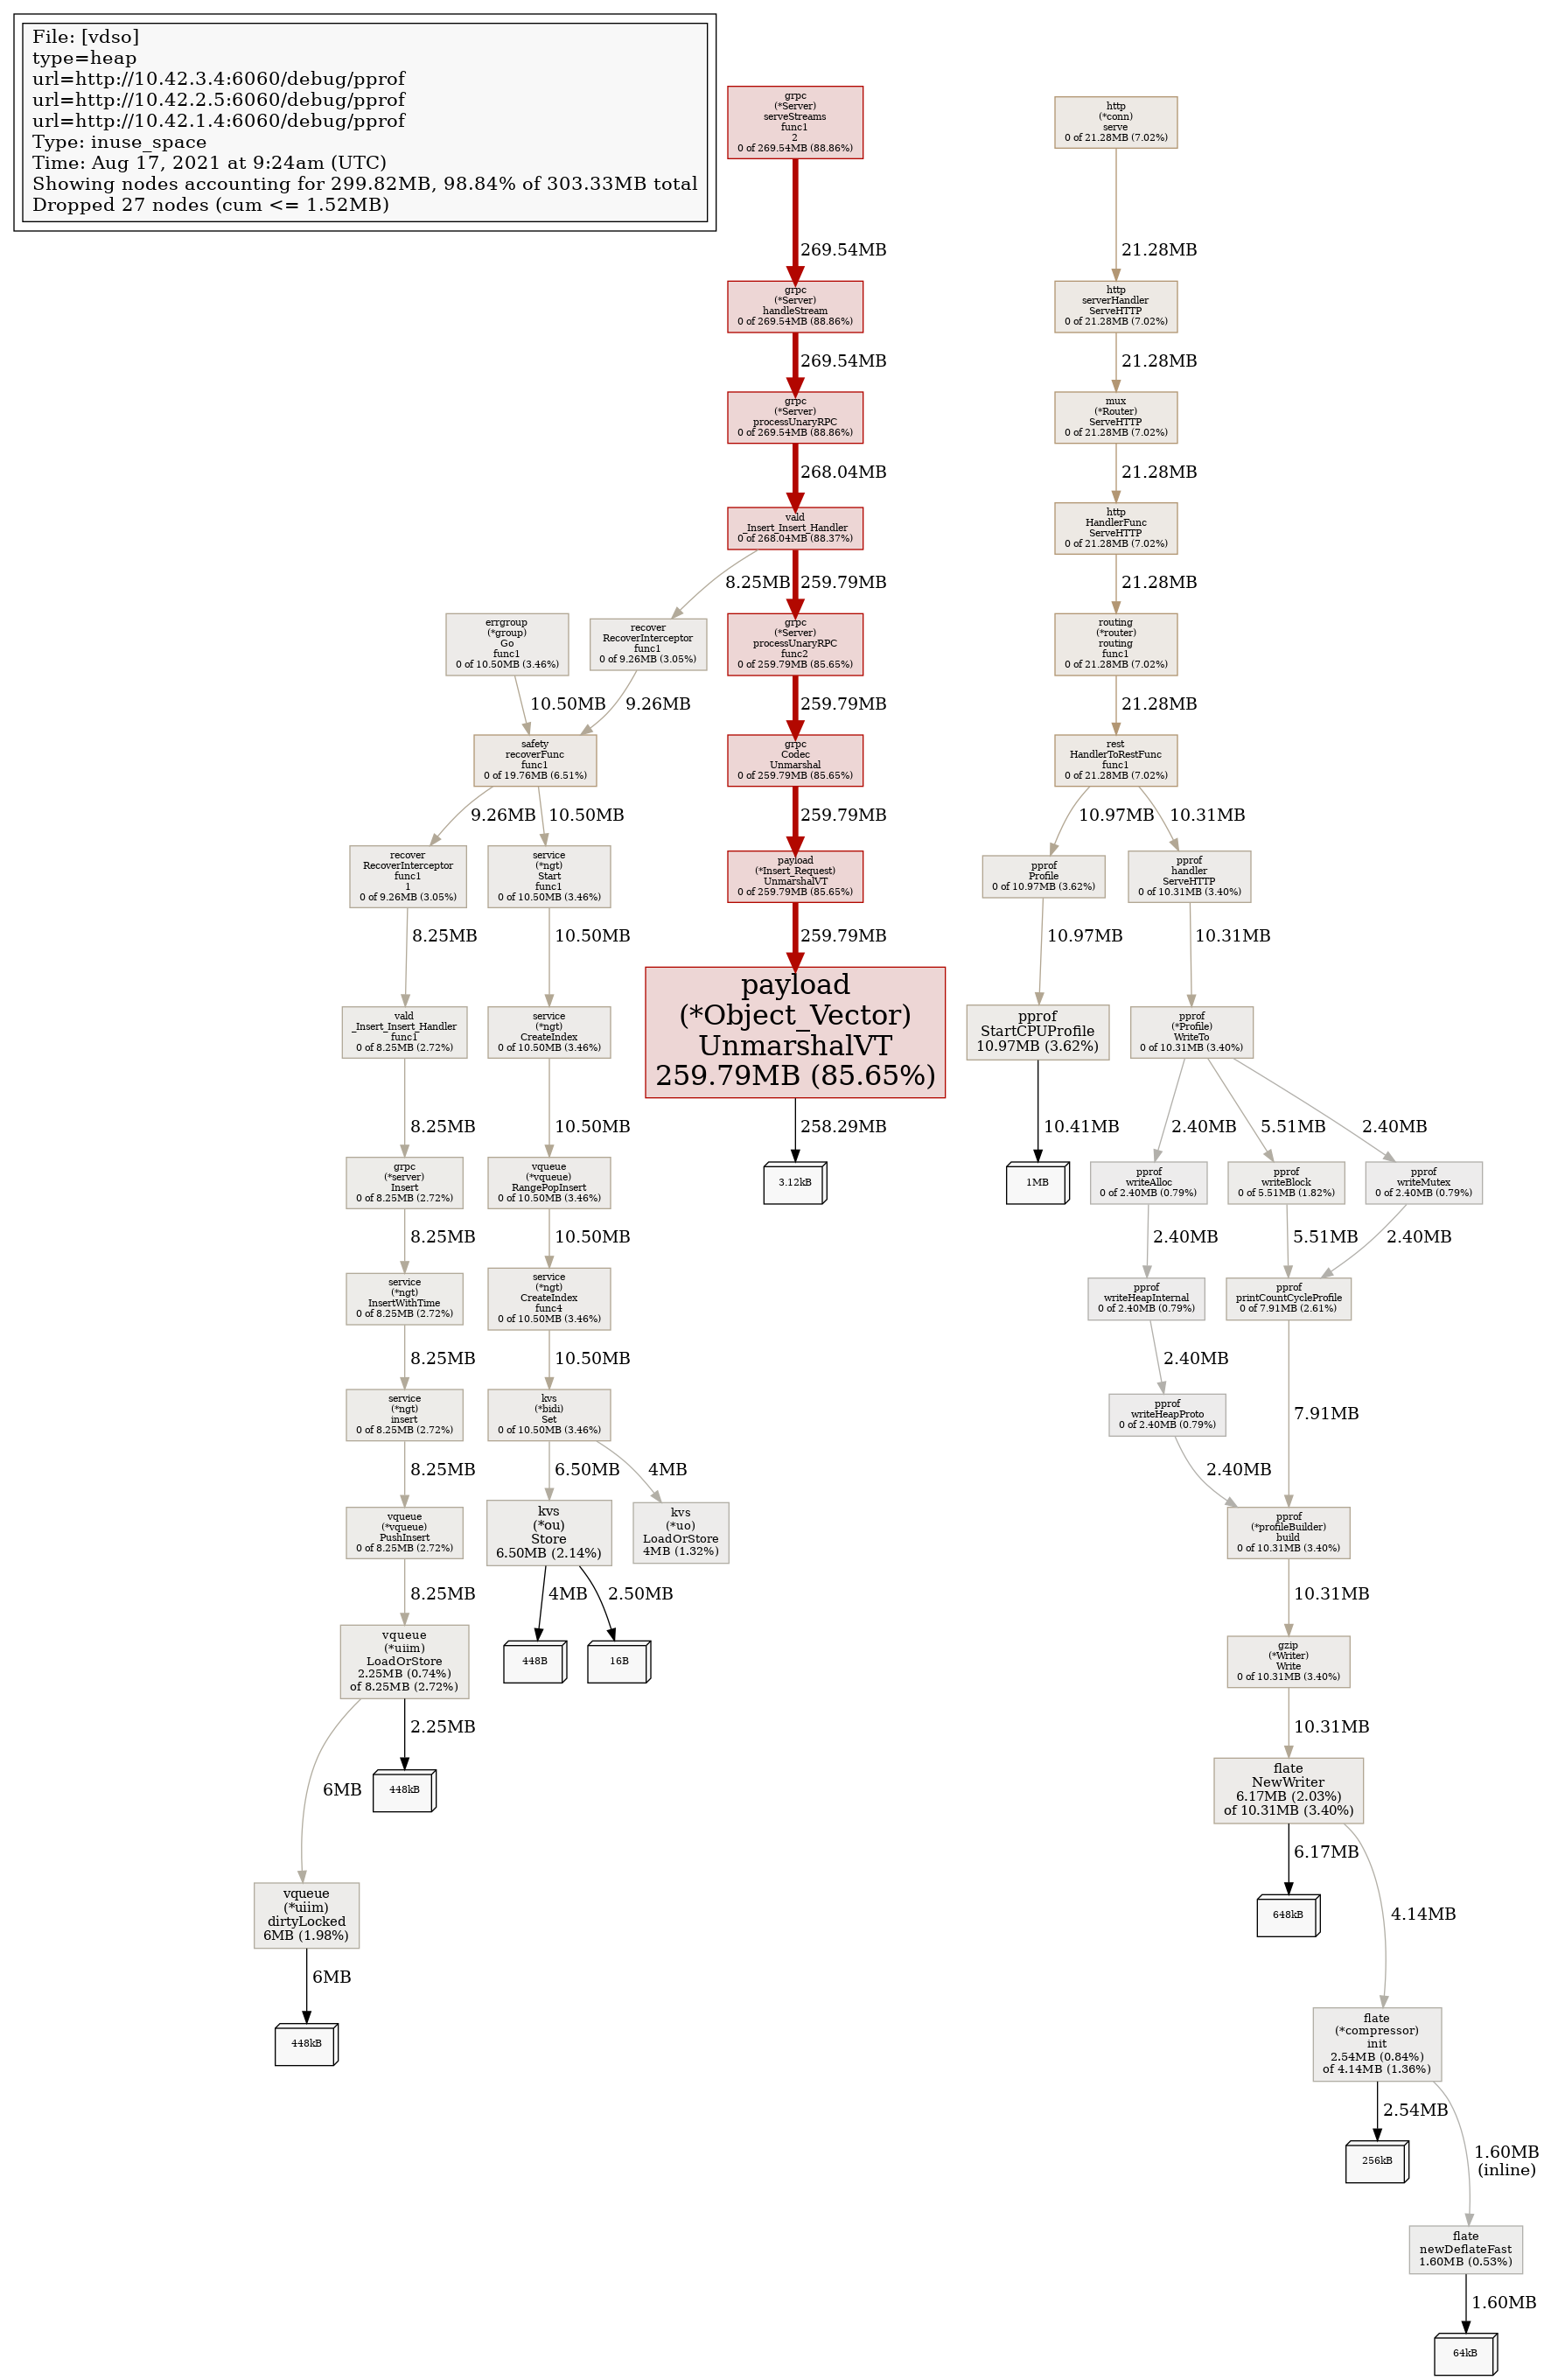 File: [vdso]
type=heap
url=http://10.42.3.4:6060/debug/pprof
url=http://10.42.2.5:6060/debug/pprof
url=http://10.42.1.4:6060/debug/pprof
Type: inuse_space
Time: Aug 17, 2021 at 9:24am (UTC)
Showing nodes accounting for 299.82MB, 98.84% of 303.33MB total
Dropped 27 nodes (cum <= 1.52MB)
grpc
(*Server)
serveStreams
func1
2
0 of 269.54MB (88.86%)
http
(*conn)
serve
0 of 21.28MB (7.02%)
269.54MB
21.28MB
grpc
(*Server)
handleStream
0 of 269.54MB (88.86%)
http
serverHandler
ServeHTTP
0 of 21.28MB (7.02%)
269.54MB
21.28MB
grpc
(*Server)
processUnaryRPC
0 of 269.54MB (88.86%)
mux
(*Router)
ServeHTTP
0 of 21.28MB (7.02%)
268.04MB
21.28MB
vald
_Insert_Insert_Handler
0 of 268.04MB (88.37%)
http
HandlerFunc
ServeHTTP
0 of 21.28MB (7.02%)
8.25MB
259.79MB
21.28MB
errgroup
(*group)
Go
func1
0 of 10.50MB (3.46%)
recover
RecoverInterceptor
func1
0 of 9.26MB (3.05%)
grpc
(*Server)
processUnaryRPC
func2
0 of 259.79MB (85.65%)
routing
(*router)
routing
func1
0 of 21.28MB (7.02%)
10.50MB
9.26MB
259.79MB
21.28MB
safety
recoverFunc
func1
0 of 19.76MB (6.51%)
grpc
Codec
Unmarshal
0 of 259.79MB (85.65%)
rest
HandlerToRestFunc
func1
0 of 21.28MB (7.02%)
9.26MB
10.50MB
259.79MB
10.97MB
10.31MB
recover
RecoverInterceptor
func1
1
0 of 9.26MB (3.05%)
service
(*ngt)
Start
func1
0 of 10.50MB (3.46%)
payload
(*Insert_Request)
UnmarshalVT
0 of 259.79MB (85.65%)
pprof
Profile
0 of 10.97MB (3.62%)
pprof
handler
ServeHTTP
0 of 10.31MB (3.40%)
8.25MB
10.50MB
259.79MB
10.97MB
10.31MB
vald
_Insert_Insert_Handler
func1
0 of 8.25MB (2.72%)
service
(*ngt)
CreateIndex
0 of 10.50MB (3.46%)
payload
(*Object_Vector)
UnmarshalVT
259.79MB (85.65%)
pprof
StartCPUProfile
10.97MB (3.62%)
pprof
(*Profile)
WriteTo
0 of 10.31MB (3.40%)
8.25MB
10.50MB
258.29MB
10.41MB
2.40MB
5.51MB
2.40MB
grpc
(*server)
Insert
0 of 8.25MB (2.72%)
vqueue
(*vqueue)
RangePopInsert
0 of 10.50MB (3.46%)
3.12kB
1MB
pprof
writeAlloc
0 of 2.40MB (0.79%)
pprof
writeBlock
0 of 5.51MB (1.82%)
pprof
writeMutex
0 of 2.40MB (0.79%)
8.25MB
10.50MB
2.40MB
5.51MB
2.40MB
service
(*ngt)
InsertWithTime
0 of 8.25MB (2.72%)
service
(*ngt)
CreateIndex
func4
0 of 10.50MB (3.46%)
pprof
writeHeapInternal
0 of 2.40MB (0.79%)
pprof
printCountCycleProfile
0 of 7.91MB (2.61%)
8.25MB
10.50MB
2.40MB
7.91MB
service
(*ngt)
insert
0 of 8.25MB (2.72%)
kvs
(*bidi)
Set
0 of 10.50MB (3.46%)
pprof
writeHeapProto
0 of 2.40MB (0.79%)
8.25MB
6.50MB
4MB
2.40MB
vqueue
(*vqueue)
PushInsert
0 of 8.25MB (2.72%)
kvs
(*ou)
Store
6.50MB (2.14%)
kvs
(*uo)
LoadOrStore
4MB (1.32%)
pprof
(*profileBuilder)
build
0 of 10.31MB (3.40%)
8.25MB
4MB
2.50MB
10.31MB
vqueue
(*uiim)
LoadOrStore
2.25MB (0.74%)
of 8.25MB (2.72%)
448B
16B
gzip
(*Writer)
Write
0 of 10.31MB (3.40%)
6MB
2.25MB
10.31MB
448kB
flate
NewWriter
6.17MB (2.03%)
of 10.31MB (3.40%)
6.17MB
4.14MB
vqueue
(*uiim)
dirtyLocked
6MB (1.98%)
648kB
6MB
448kB
flate
(*compressor)
init
2.54MB (0.84%)
of 4.14MB (1.36%)
2.54MB
1.60MB
(inline)
256kB
flate
newDeflateFast
1.60MB (0.53%)
1.60MB
64kB